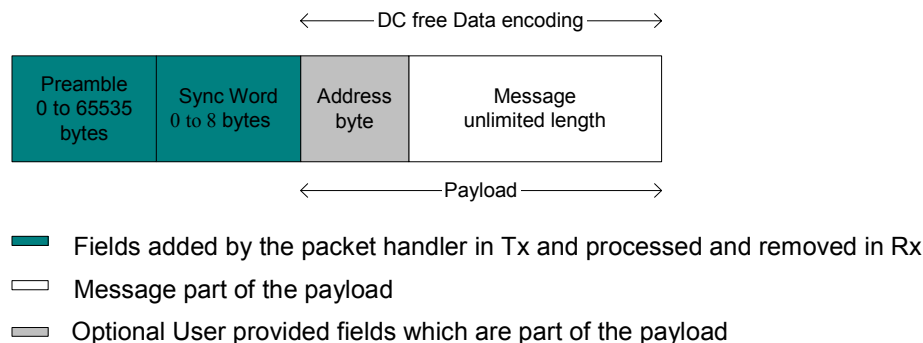 DC free Data encoding
Preamble
0 to 65535
bytes
Sync Word
0 to 8 bytes
Address
byte
Message
unlimited length
Payload
Fields added by the packet handler in Tx and processed and removed in Rx
Message part of the payload
Optional User provided fields which are part of the payload